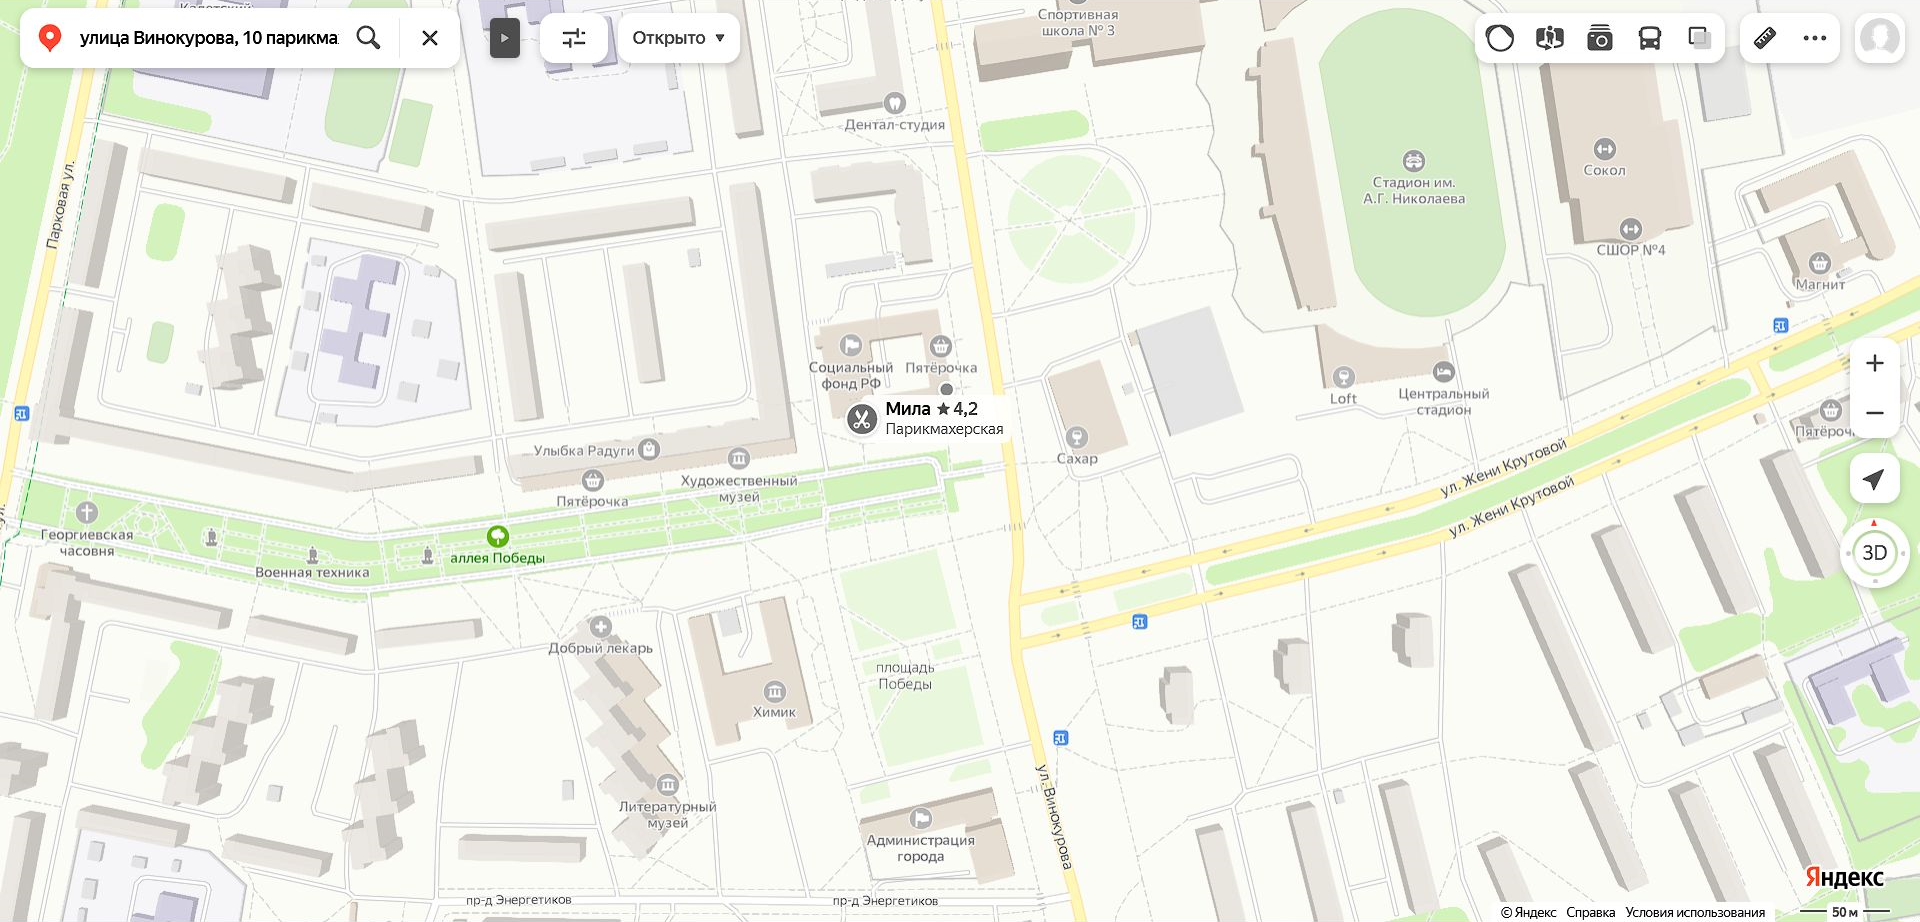 улица Винокурова, 10 парикма
Открыто
Спортивная
школа № 3
Дентал-студия
Парковая ул.
Стадион им.
А.Г. Николаева
Сокол
СШОР №4
Магнит
Социальный
фонд РФ
Пятёрочка
Мила ★ 4,2
Парикмахерская
Loft
Центральный
стадион
Сахар
Улыбка Радуги
Пятёрочка
Художественный
музей
ул. Жени Крутовой
ул. Жени Крутовой
Георгиевская
часовня
Военная техника
аллея Победы
3D
Добрый лекарь
площадь
Победы
Химик
ул. Винокурова
Литературный
музей
Администрация
города
пр-д Энергетиков
пр-д Энергетиков
Яндекс
© Яндекс Справка Условия использования 50 м